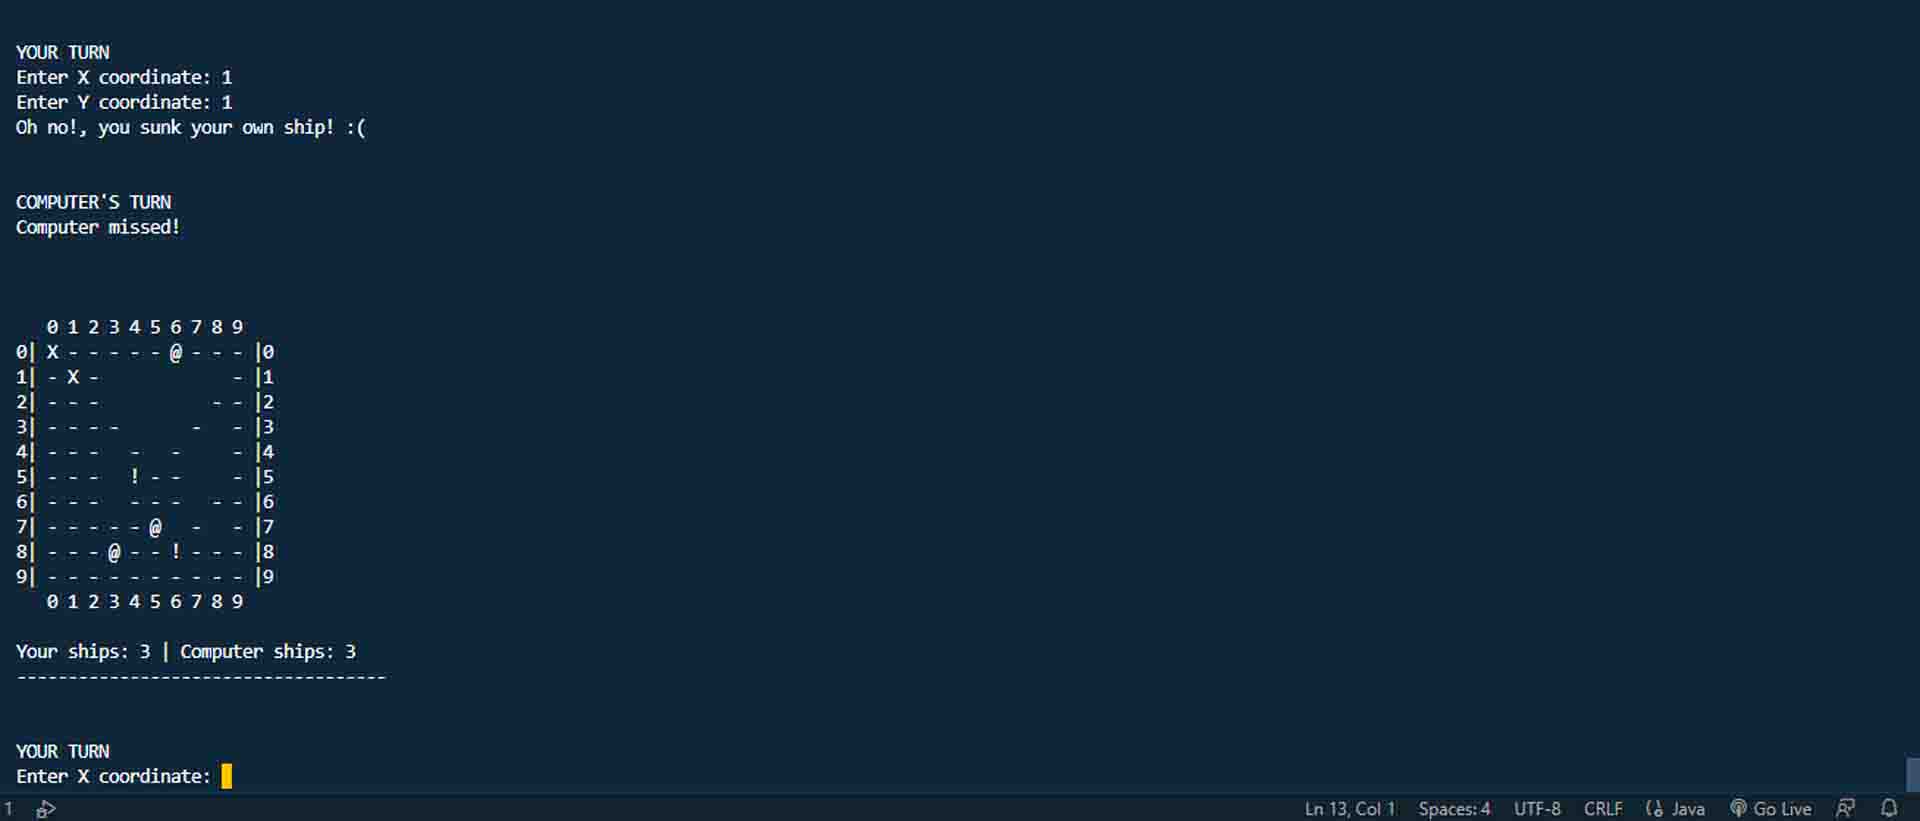 YOUR TURN
Enter X coordinate: 1
Enter Y coordinate: 1
Oh no!, you sunk your own ship! :(
COMPUTER'S TURN
Computer missed!
   0 1 2 3 4 5 6 7 8 9
0| X - - - - - @ - - - |0
1| - X -             - |1
2| - - -           - - |2
3| - - - -       -   - |3
4| - - -   -   -     - |4
5| - - -   ! - -     - |5
6| - - -   - - -   - - |6
7| - - - - - @   -   - |7
8| - - - @ - - ! - - - |8
9| - - - - - - - - - - |9
   0 1 2 3 4 5 6 7 8 9
Your ships: 3 | Computer ships: 3
------------------------------------
YOUR TURN
Enter X coordinate:
1 Ln 13, Col 1 Spaces: 4 UTF-8 CRLF Java Go Live